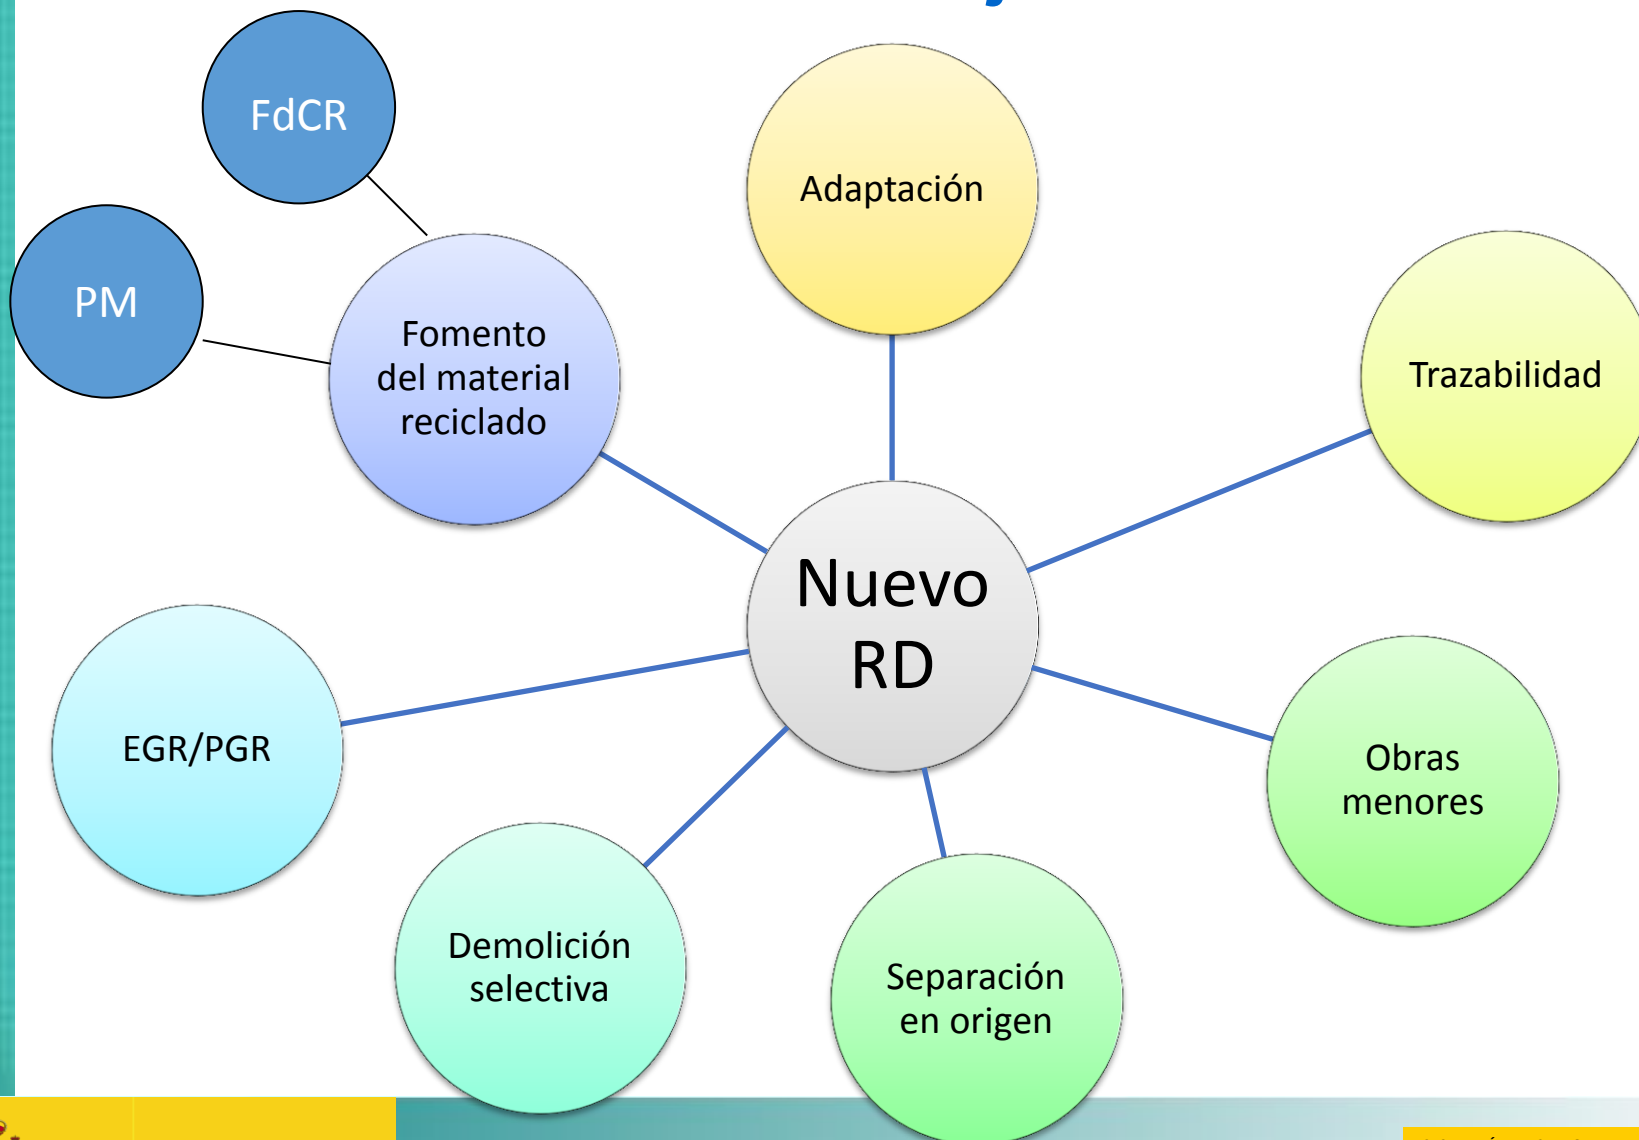 FdCR
Adaptación
PM
Fomento
del material
reciclado
Trazabilidad
Nuevo
RD
EGR/PGR
Obras
menores
Demolición
selectiva
Separación
en origen